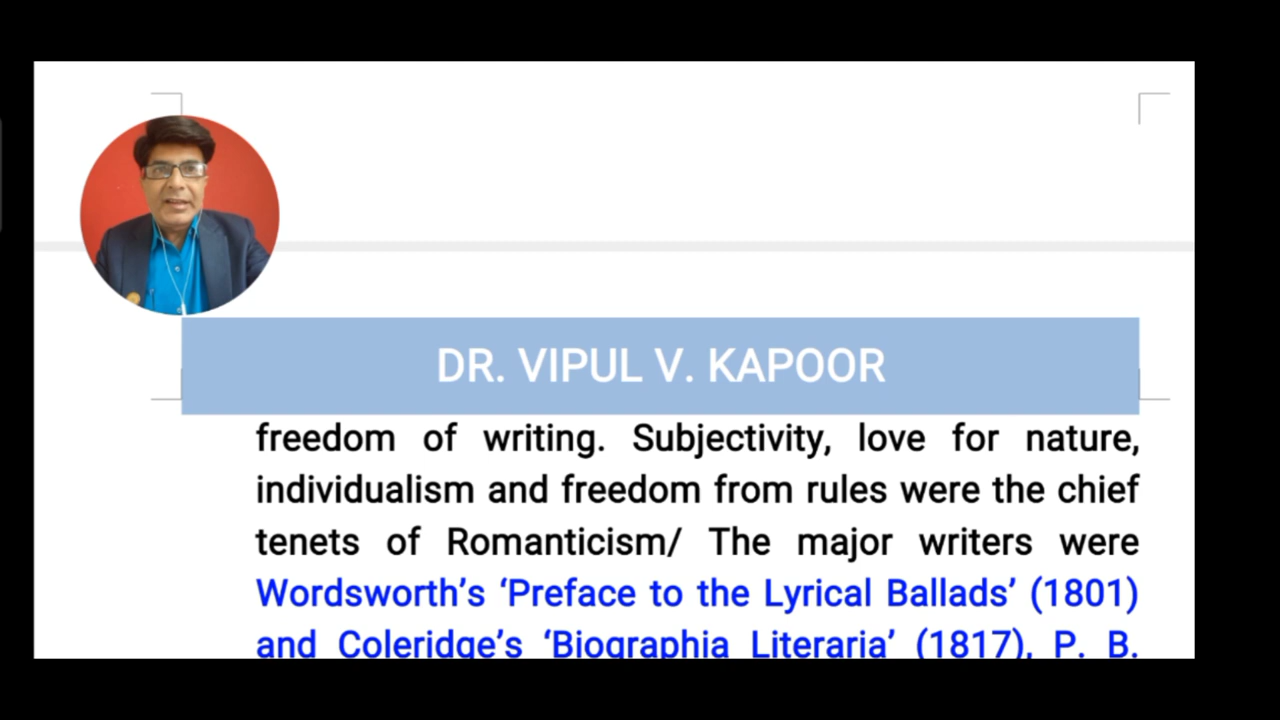 DR. VIPUL V. KAPOOR
freedom of writing. Subjectivity, love for nature,
individualism and freedom from rules were the chief
tenets of Romanticism/ The major writers were
Wordsworth’s ‘Preface to the Lyrical Ballads’ (1801)
and Coleridge’s ‘Biographia Literaria’ (1817), P. B.